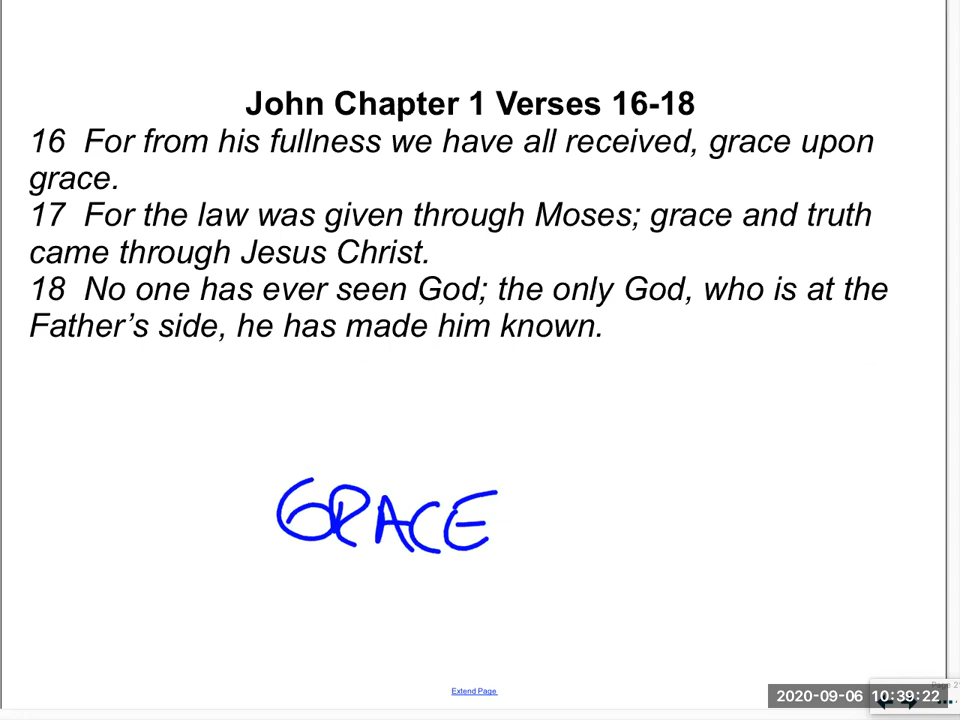 John Chapter 1 Verses 16-18
16 For from his fullness we have all received, grace upon
grace.
17 For the law was given through Moses; grace and truth
came through Jesus Christ.
18 No one has ever seen God; the only God, who is at the
Father’s side, he has made him known.
GRACE
Extend Page
2020-09-06 10:39:22